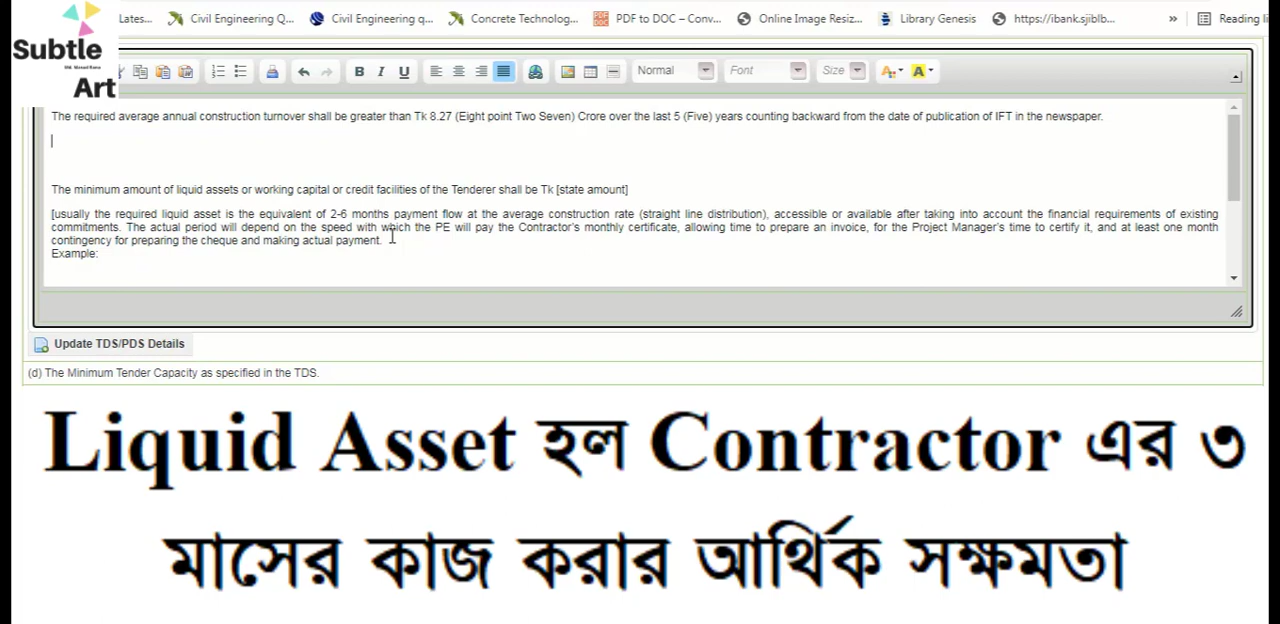 Lates...
Civil Engineering Q...
Civil Engineering q...
Concrete Technolog...
PDF to DOC – Conv...
Online Image Resiz...
Library Genesis
https://ibank.sjiblb...
»
Reading li
Subtle
Art
B I U
Normal
Font
Size
The required average annual construction turnover shall be greater than Tk 8.27 (Eight point Two Seven) Crore over the last 5 (Five) years counting backward from the date of publication of IFT in the newspaper.
The minimum amount of liquid assets or working capital or credit facilities of the Tenderer shall be Tk [state amount]
[usually the required liquid asset is the equivalent of 2-6 months payment flow at the average construction rate (straight line distribution), accessible or available after taking into account the financial requirements of existing
commitments. The actual period will depend on the speed with which the PE will pay the Contractor's monthly certificate, allowing time to prepare an invoice, for the Project Manager's time to certify it, and at least one month
contingency for preparing the cheque and making actual payment.
Example:
Update TDS/PDS Details
(d) The Minimum Tender Capacity as specified in the TDS.
Liquid Asset হল Contractor এর ৩
মাসের কাজ করার আর্থিক সক্ষমতা